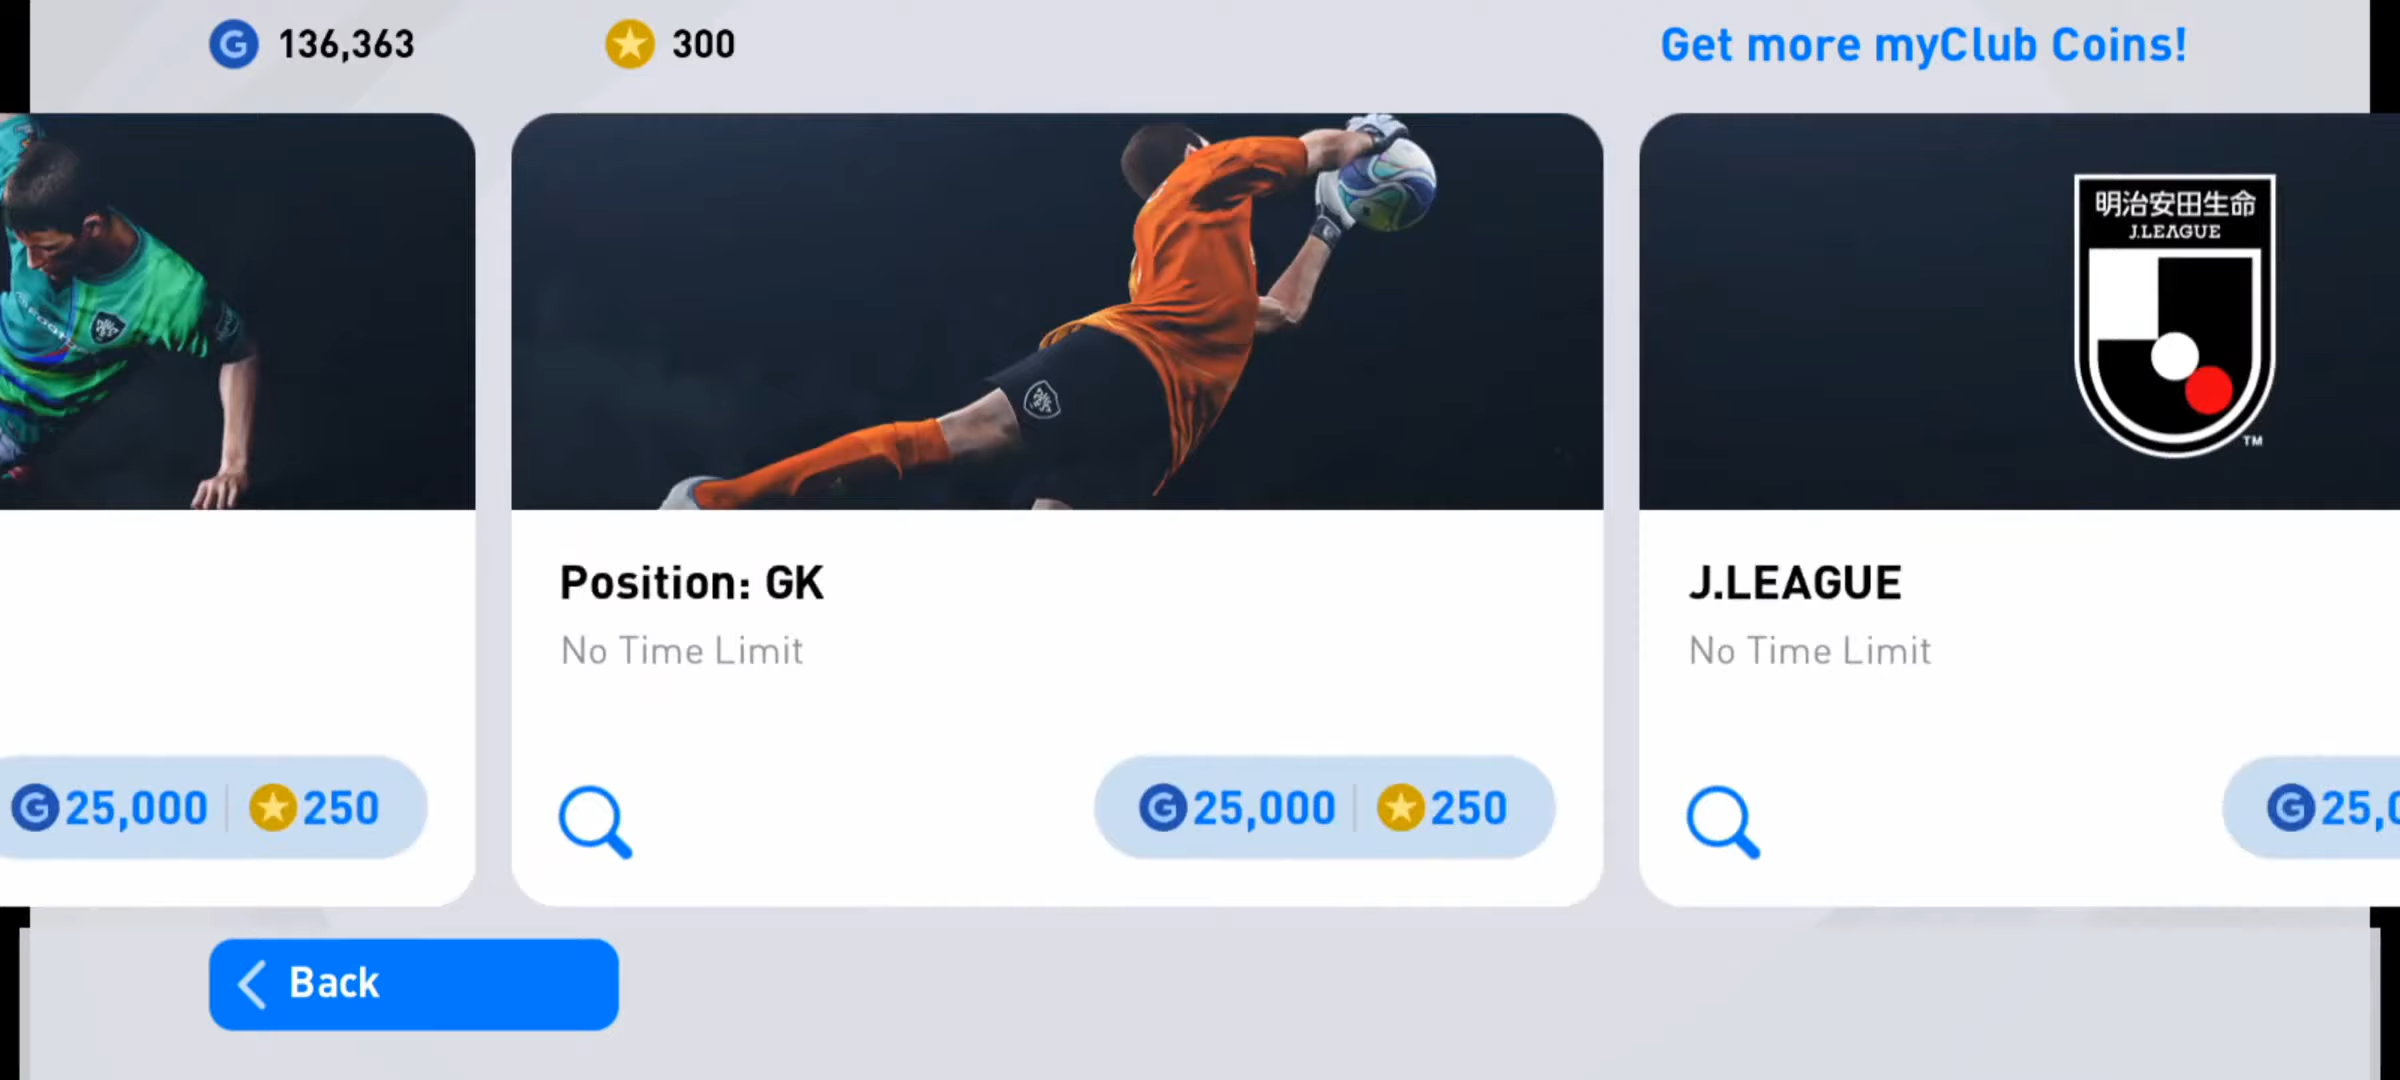 136,363
300
Get more myClub Coins!
明治安田生命
J.LEAGUE
TM
Position: GK
No Time Limit
J.LEAGUE
No Time Limit
25,000 250
25,000 250
Back